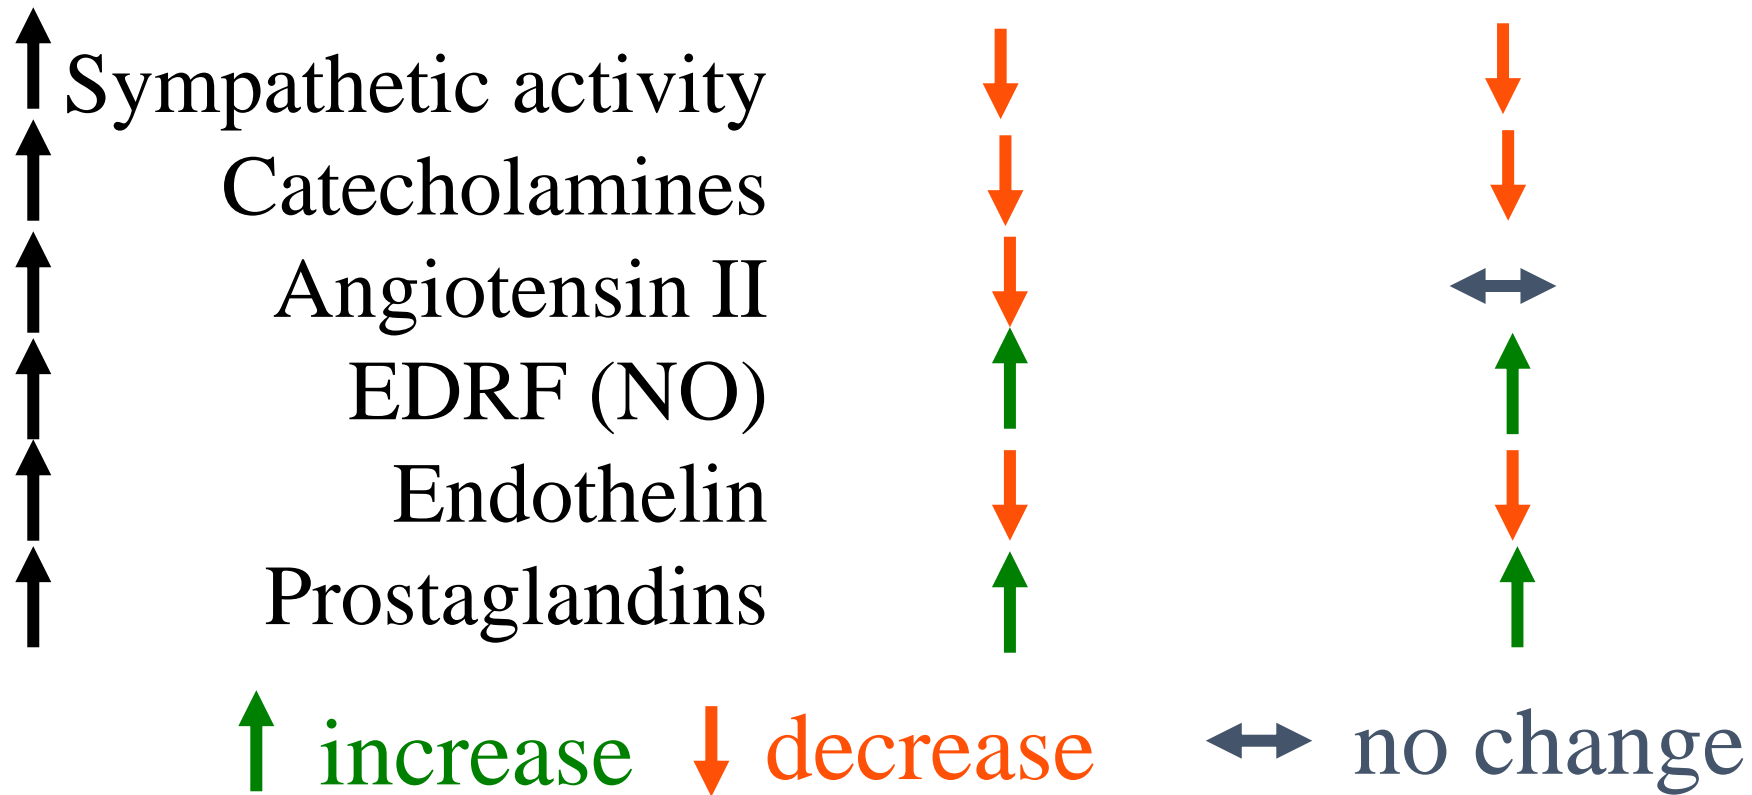 Sympathetic activity
Catecholamines
Angiotensin II
EDRF (NO)
Endothelin
Prostaglandins
increase decrease no change